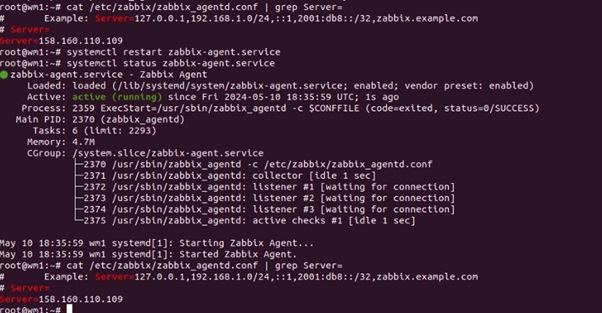 root@wm1:~# cat /etc/zabbix/zabbix_agentd.conf | grep Server=
#       Example: Server=127.0.0.1,192.168.1.0/24,::1,2001:db8::/32,zabbix.example.com
# Server=
Server=158.160.110.109
root@wm1:~# systemctl restart zabbix-agent.service
root@wm1:~# systemctl status zabbix-agent.service
● zabbix-agent.service - Zabbix Agent
     Loaded: loaded (/lib/systemd/system/zabbix-agent.service; enabled; vendor preset: enabled)
     Active: active (running) since Fri 2024-05-10 18:35:59 UTC; 1s ago
    Process: 2359 ExecStart=/usr/sbin/zabbix_agentd -c $CONFFILE (code=exited, status=0/SUCCESS)
   Main PID: 2370 (zabbix_agentd)
      Tasks: 6 (limit: 2293)
     Memory: 4.7M
     CGroup: /system.slice/zabbix-agent.service
             ├─2370 /usr/sbin/zabbix_agentd -c /etc/zabbix/zabbix_agentd.conf
             ├─2371 /usr/sbin/zabbix_agentd: collector [idle 1 sec]
             ├─2372 /usr/sbin/zabbix_agentd: listener #1 [waiting for connection]
             ├─2373 /usr/sbin/zabbix_agentd: listener #2 [waiting for connection]
             ├─2374 /usr/sbin/zabbix_agentd: listener #3 [waiting for connection]
             └─2375 /usr/sbin/zabbix_agentd: active checks #1 [idle 1 sec]
May 10 18:35:59 wm1 systemd[1]: Starting Zabbix Agent...
May 10 18:35:59 wm1 systemd[1]: Started Zabbix Agent.
root@wm1:~# cat /etc/zabbix/zabbix_agentd.conf | grep Server=
#       Example: Server=127.0.0.1,192.168.1.0/24,::1,2001:db8::/32,zabbix.example.com
# Server=
Server=158.160.110.109
root@wm1:~#